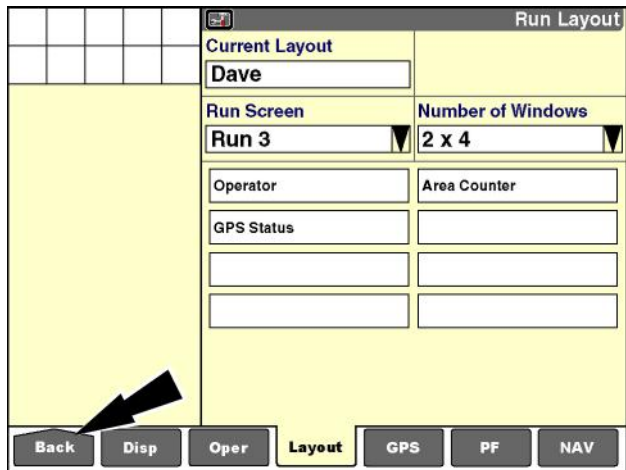 Run Layout
Current Layout
Dave
Run Screen Number of Windows
Run 3 2 x 4
Operator Area Counter
GPS Status
Back Disp Oper Layout GPS PF NAV